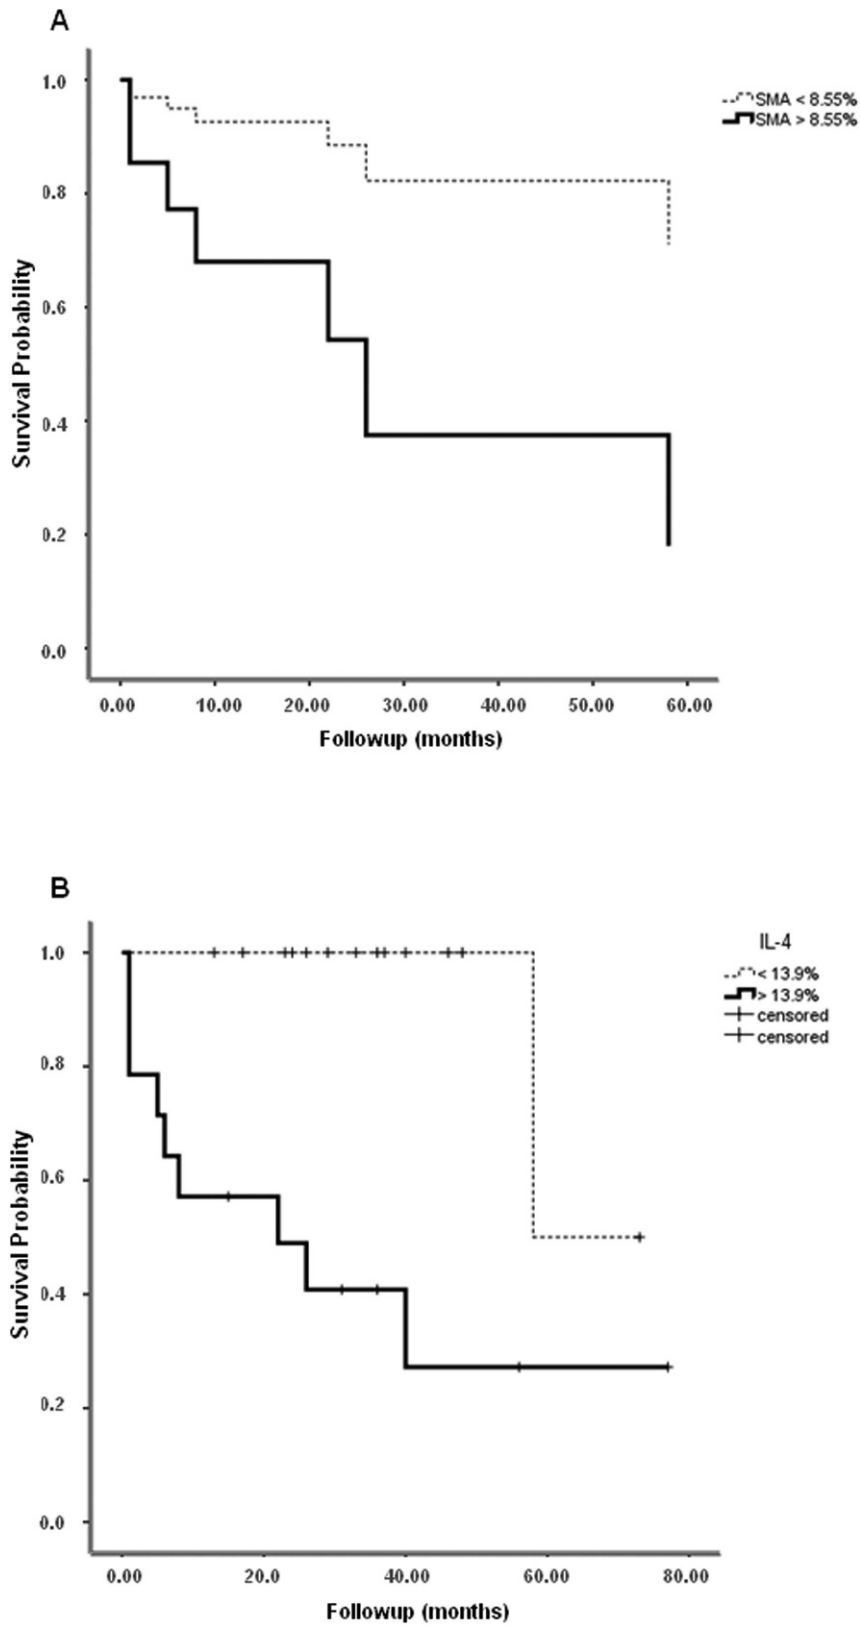 A
SMA < 8.55%
SMA > 8.55%
1.0
0.8
0.6
0.4
0.2
0.0
Survival Probability
0.00 10.00 20.00 30.00 40.00 50.00 60.00
Followup (months)
B
IL-4
< 13.9%
> 13.9%
censored
censored
1.0
0.8
0.6
0.4
0.2
0.0
Survival Probability
0.00 20.0 40.00 60.00 80.00
Followup (months)